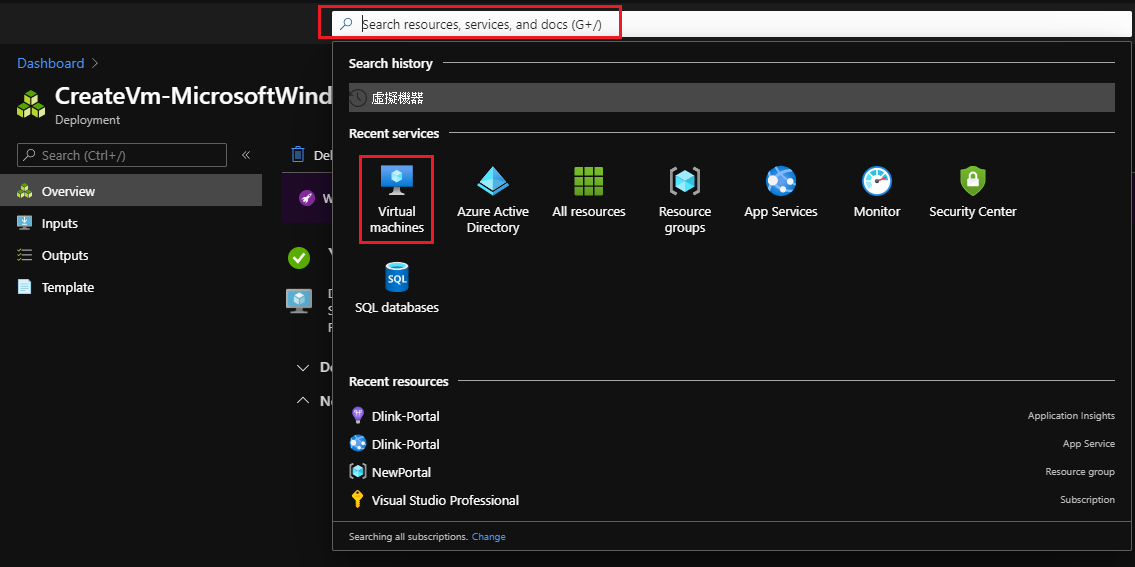 Search resources, services, and docs (G+/)
Dashboard
CreateVm-MicrosoftWind
Deployment
Search (Ctrl+/)
Overview
Inputs
Outputs
Template
Del
Search history
虛擬機器
Recent services
Virtual machines
Azure Active Directory
All resources
Resource groups
App Services
Monitor
Security Center
SQL
SQL databases
Recent resources
Dlink-Portal
Application Insights
Dlink-Portal
App Service
NewPortal
Resource group
Visual Studio Professional
Subscription
Searching all subscriptions. Change